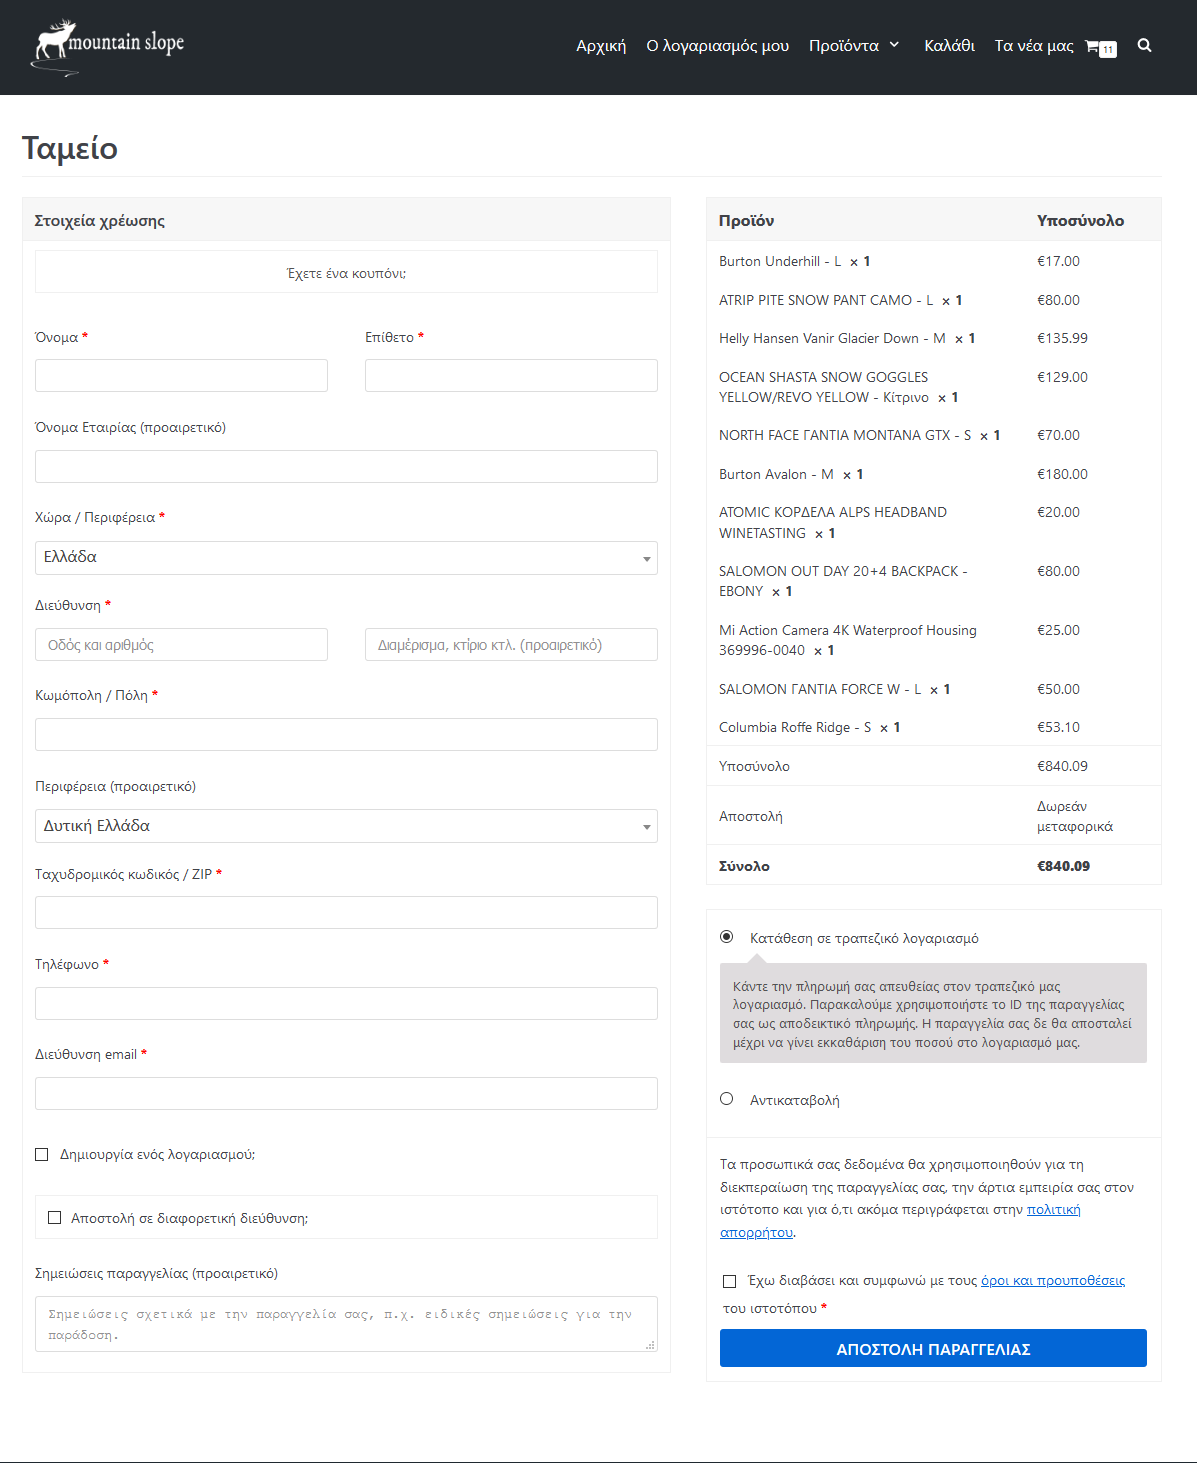 mountain slope
Αρχική
Ο λογαριασμός μου
Προϊόντα
Καλάθι
Τα νέα μας
11
Ταμείο
Στοιχεία χρέωσης
Έχετε ένα κουπόνι;
Όνομα *
Επίθετο *
Όνομα Εταιρίας (προαιρετικό)
Χώρα / Περιφέρεια *
Ελλάδα
Διεύθυνση *
Οδός και αριθμός
Διαμέρισμα, κτίριο κτλ. (προαιρετικό)
Κωμόπολη / Πόλη *
Περιφέρεια (προαιρετικό)
Δυτική Ελλάδα
Ταχυδρομικός κωδικός / ZIP *
Τηλέφωνο *
Διεύθυνση email *
Δημιουργία ενός λογαριασμού;
Αποστολή σε διαφορετική διεύθυνση;
Σημειώσεις παραγγελίας (προαιρετικό)
Σημειώσεις σχετικά με την παραγγελία σας, π.χ. ειδικές σημειώσεις για την
παράδοση.
Προϊόν Υποσύνολο
Burton Underhill - L × 1 €17.00
ATRIP PITE SNOW PANT CAMO - L × 1 €80.00
Helly Hansen Vanir Glacier Down - M × 1 €135.99
OCEAN SHASTA SNOW GOGGLES €129.00
YELLOW/REVO YELLOW - Κίτρινο × 1
NORTH FACE ΓΑΝΤΙΑ MONTANA GTX - S × 1 €70.00
Burton Avalon - M × 1 €180.00
ATOMIC ΚΟΡΔΕΛΑ ALPS HEADBAND €20.00
WINETASTING × 1
SALOMON OUT DAY 20+4 BACKPACK - €80.00
EBONY × 1
Mi Action Camera 4K Waterproof Housing €25.00
369996-0040 × 1
SALOMON ΓΑΝΤΙΑ FORCE W - L × 1 €50.00
Columbia Roffe Ridge - S × 1 €53.10
Υποσύνολο €840.09
Αποστολή Δωρεάν
μεταφορικά
Σύνολο €840.09
Κατάθεση σε τραπεζικό λογαριασμό
Κάντε την πληρωμή σας απευθείας στον τραπεζικό μας
λογαριασμό. Παρακαλούμε χρησιμοποιήστε το ID της παραγγελίας
σας ως αποδεικτικό πληρωμής. Η παραγγελία σας δε θα αποσταλεί
μέχρι να γίνει εκκαθάριση του ποσού στο λογαριασμό μας.
Αντικαταβολή
Τα προσωπικά σας δεδομένα θα χρησιμοποιηθούν για τη
διεκπεραίωση της παραγγελίας σας, την άρτια εμπειρία σας στον
ιστότοπο και για ό,τι ακόμα περιγράφεται στην πολιτική
απορρήτου.
Έχω διαβάσει και συμφωνώ με τους όροι και προυποθέσεις
του ιστοτόπου *
ΑΠΟΣΤΟΛΗ ΠΑΡΑΓΓΕΛΙΑΣ